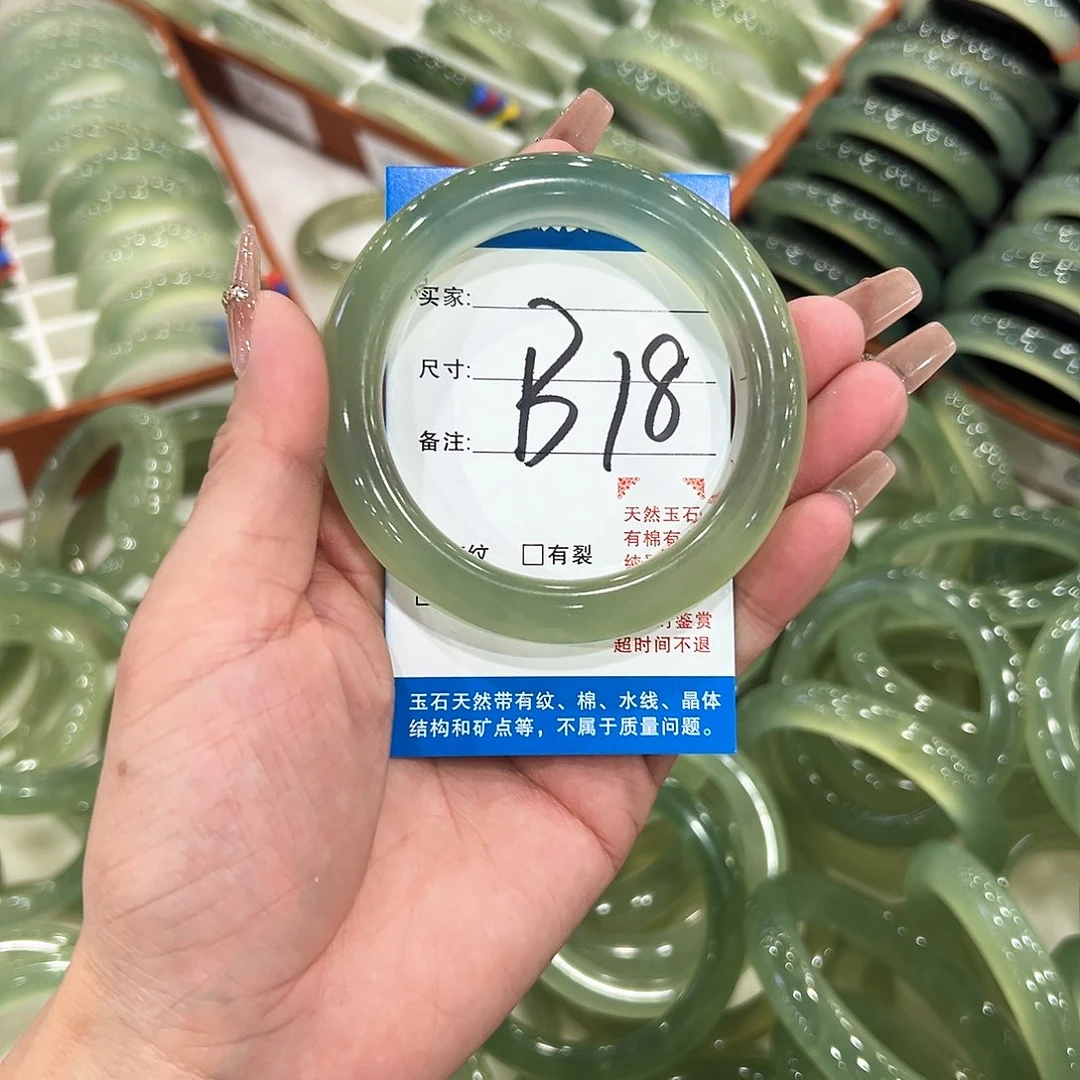 买家:
尺寸:
备注:
B18
天然玉石
有棉有
纹 □有裂
鉴赏
超时间不退
玉石天然带有纹、棉、水线、晶体
结构和矿点等，不属于质量问题。